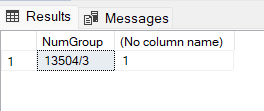 Results Messages
NumGroup (No column name)
1 13504/3 1